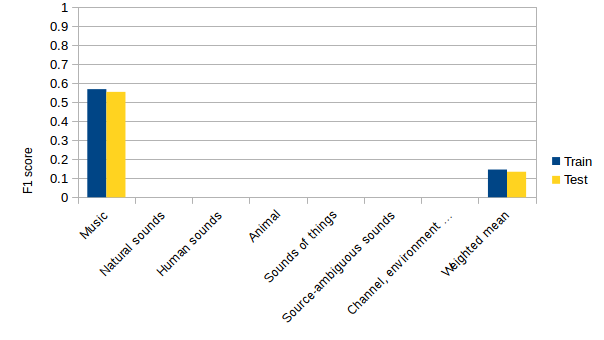 1
0.9
0.8
0.7
0.6
0.5
0.4
0.3
0.2
0.1
0
F1 score
Music
Natural sounds
Human sounds
Animal
Sounds of things
Source-ambiguous sounds
Channel, environment ...
Weighted mean
Train
Test